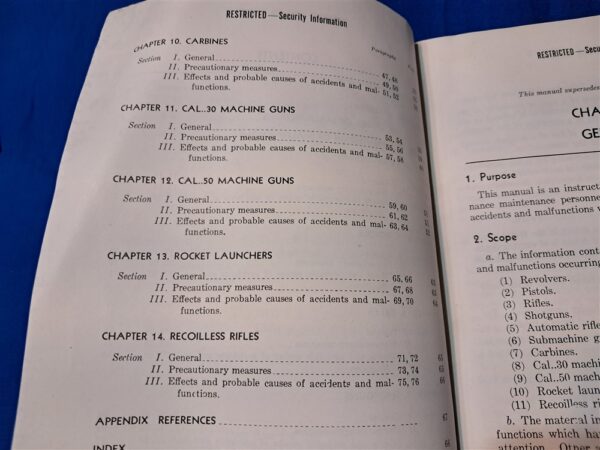 RESTRICTED—Security Information
Paragraphs
CHAPTER 10. CARBINES
Section I. General 47, 48
II. Precautionary measures 49, 50
III. Effects and probable causes of accidents and mal- 51, 52
functions.
CHAPTER 11. CAL..30 MACHINE GUNS
Section I. General 53, 54
II. Precautionary measures 55, 56
III. Effects and probable causes of accidents and mal- 57, 58
functions.
CHAPTER 12. CAL..50 MACHINE GUNS
Section I. General 59, 60
II. Precautionary measures 61, 62
III. Effects and probable causes of accidents and mal- 63, 64
functions.
CHAPTER 13. ROCKET LAUNCHERS
Section I. General 65, 66
II. Precautionary measures 67, 68
III. Effects and probable causes of accidents and mal- 69, 70
functions.
CHAPTER 14. RECOILLESS RIFLES
Section I. General 71, 72 65
II. Precautionary measures 73, 74 65
III. Effects and probable causes of accidents and mal- 75, 76 66
functions.
APPENDIX REFERENCES 67
INDEX 68
RESTRICTED—Secu
This manual supersedes
CHA
GE
1. Purpose
This manual is an instruct
nance maintenance personne
accidents and malfunctions
2. Scope
a. The information cont
and malfunctions occurring
(1) Revolvers.
(2) Pistols.
(3) Rifles.
(4) Shotguns.
(5) Automatic rifle
(6) Submachine g
(7) Carbines.
(8) Cal..30 machi
(9) Cal..50 mach
(10) Rocket laun
(11) Recoilless ri
b. The material in
functions which ha
attention. Other